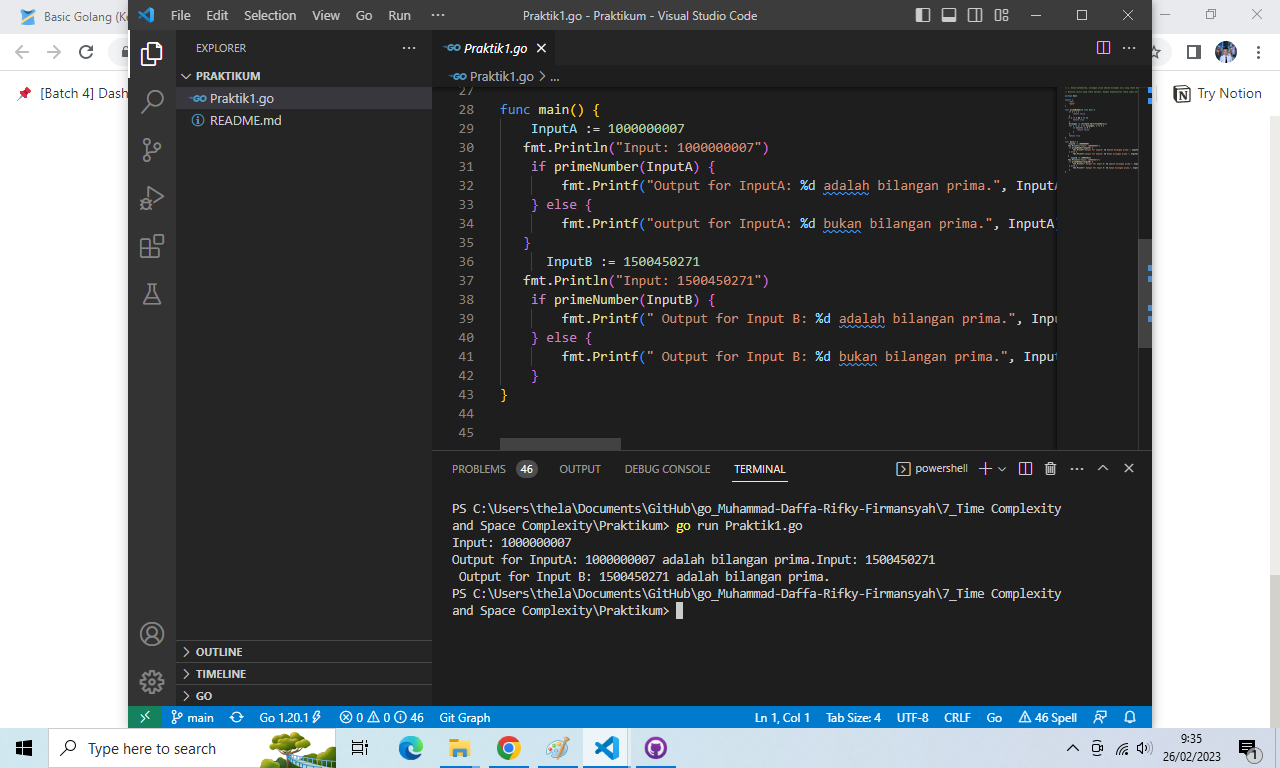 Basic Golang (Ku
File Edit Selection View Go Run ···
Praktik1.go - Praktikum - Visual Studio Code
[Batch 4] Dash
Try Notion
EXPLORER
PRAKTIKUM
Praktik1.go
README.md
OUTLINE
TIMELINE
GO
Praktik1.go
Praktik1.go > ...
27
28 func main() {
29 InputA := 1000000007
30 fmt.Println("Input: 1000000007")
31 if primeNumber(InputA) {
32 fmt.Printf("Output for InputA: %d adalah bilangan prima.", InputA
33 } else {
34 fmt.Printf("output for InputA: %d bukan bilangan prima.", InputA)
35 }
36 InputB := 1500450271
37 fmt.Println("Input: 1500450271")
38 if primeNumber(InputB) {
39 fmt.Printf(" Output for Input B: %d adalah bilangan prima.", Inpu
40 } else {
41 fmt.Printf(" Output for Input B: %d bukan bilangan prima.", Input
42 }
43 }
44
45
PROBLEMS 46 OUTPUT DEBUG CONSOLE TERMINAL
powershell
PS C:\Users\thela\Documents\GitHub\go_Muhammad-Daffa-Rifky-Firmansyah\7_Time Complexity
and Space Complexity\Praktikum> go run Praktik1.go
Input: 1000000007
Output for InputA: 1000000007 adalah bilangan prima.Input: 1500450271
Output for Input B: 1500450271 adalah bilangan prima.
PS C:\Users\thela\Documents\GitHub\go_Muhammad-Daffa-Rifky-Firmansyah\7_Time Complexity
and Space Complexity\Praktikum>
main Go 1.20.1 0 0 46 Git Graph
Ln 1, Col 1 Tab Size: 4 UTF-8 CRLF Go 46 Spell
Type here to search
9:35
26/02/2023
1